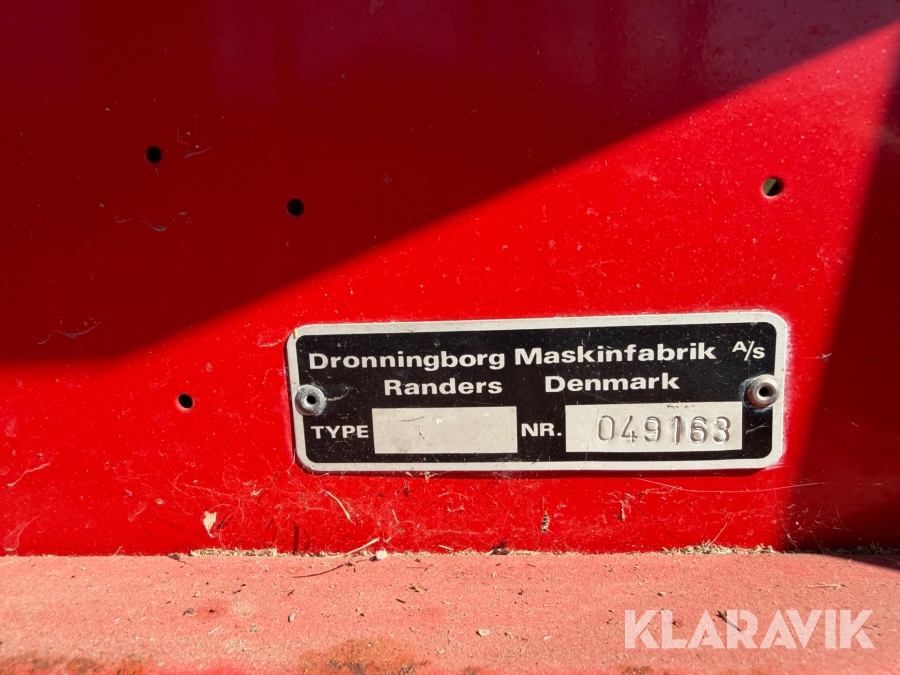 Dronningborg Maskinfabrik A/s
Randers Denmark
TYPE NR. 049163
KLARAVIK